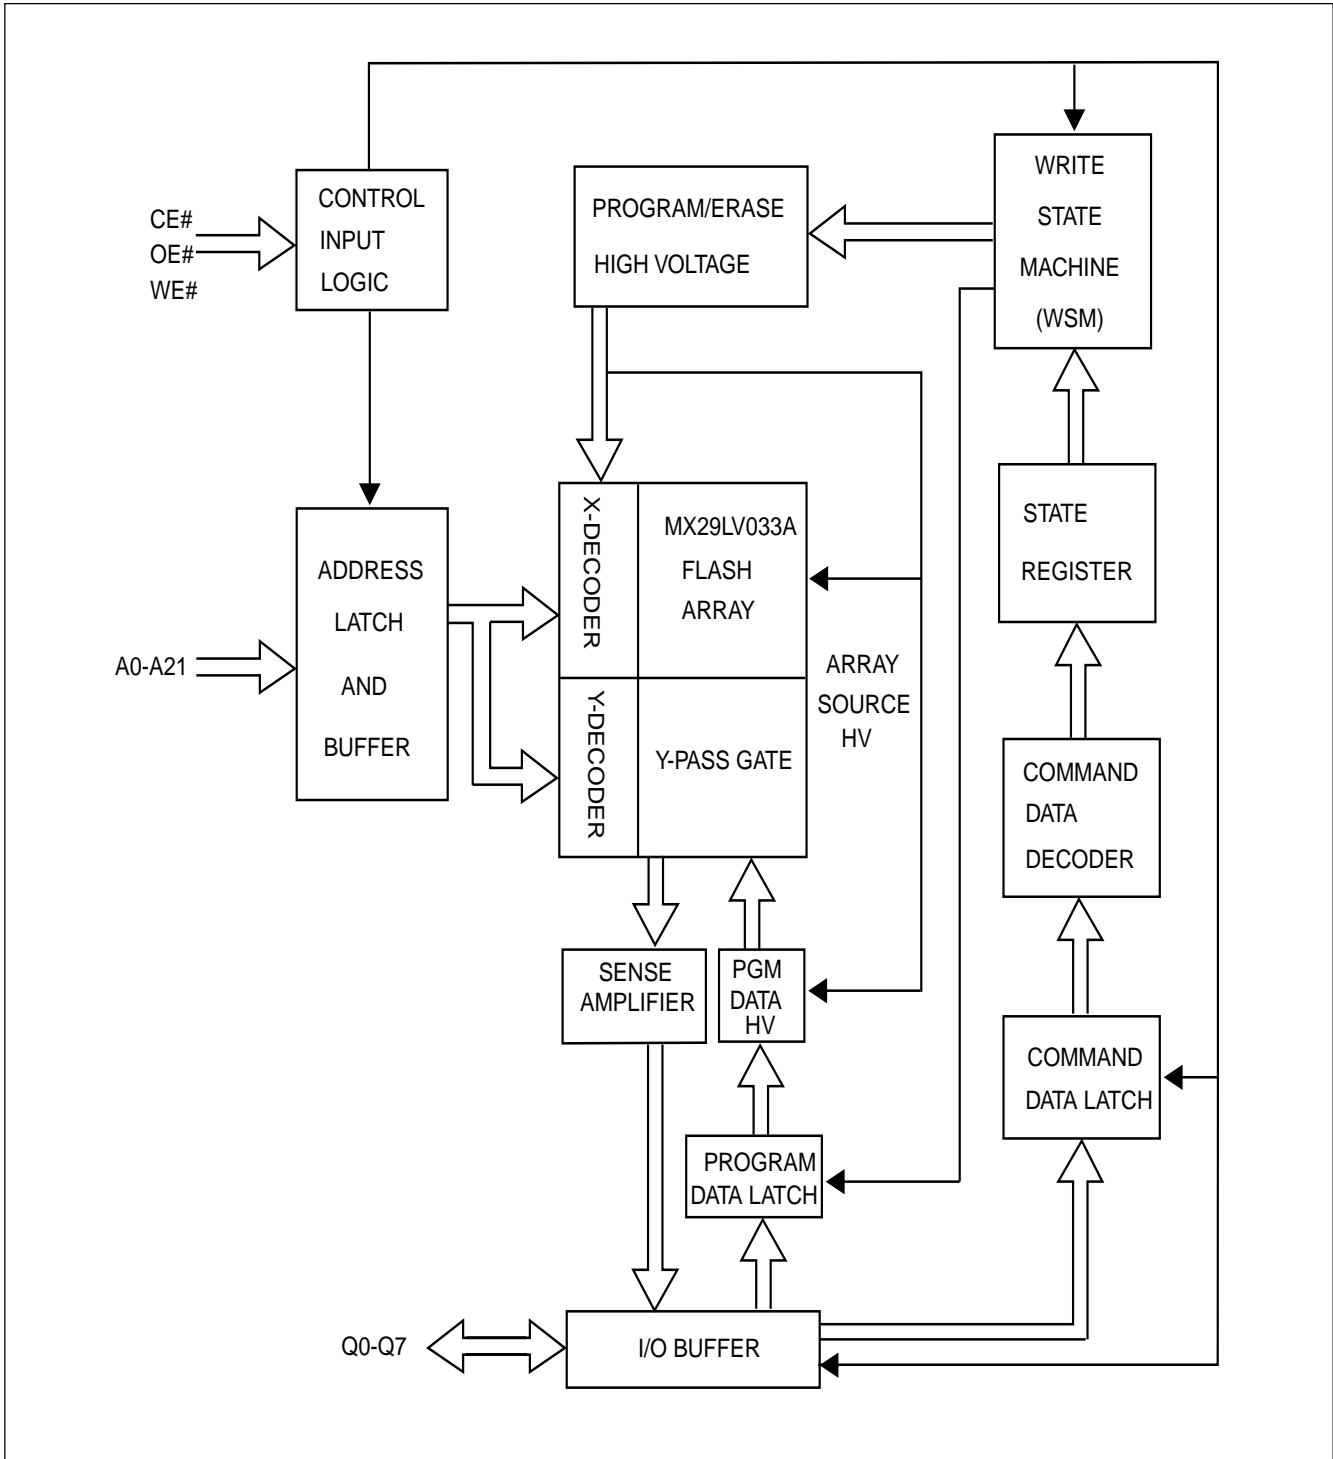 CE#
OE#
WE#
CONTROL
INPUT
LOGIC
PROGRAM/ERASE
HIGH VOLTAGE
WRITE
STATE
MACHINE
(WSM)
STATE
REGISTER
A0-A21
ADDRESS
LATCH
AND
BUFFER
X-DECODER
MX29LV033A
FLASH
ARRAY
Y-DECODER
Y-PASS GATE
ARRAY
SOURCE
HV
COMMAND
DATA
DECODER
SENSE
AMPLIFIER
PGM
DATA
HV
COMMAND
DATA LATCH
PROGRAM
DATA LATCH
Q0-Q7
I/O BUFFER